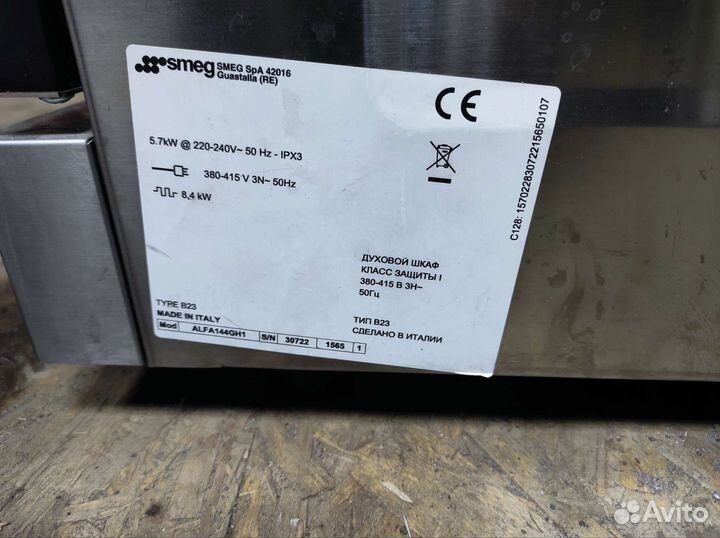 smeg SMEG SpA 42016
Guastalla (RE)
CE
5.7kW @ 220-240V~ 50 Hz - IPX3
380-415 V 3N~ 50Hz
8,4 kW
C128: 15702283072215650107
ДУХОВОЙ ШКАФ
КЛАСС ЗАЩИТЫ I
380-415 В 3Н~
50Гц
TYPE B23
MADE IN ITALY
ТИП B23
СДЕЛАНО В ИТАЛИИ
Mod ALFA144GH1 S/N 30722 1565 1
Avito